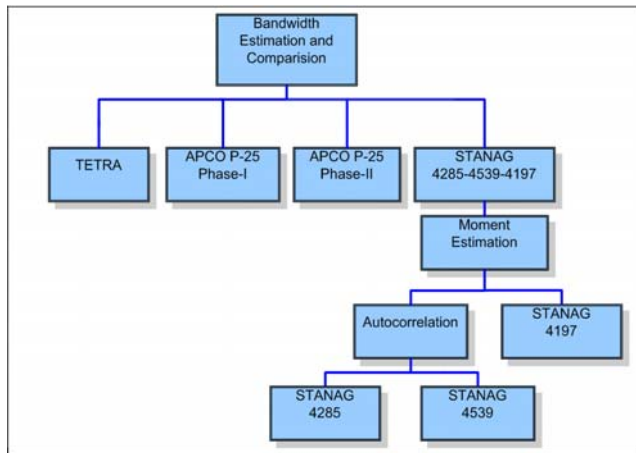 Bandwidth
Estimation and
Comparision
TETRA
APCO P-25
Phase-I
APCO P-25
Phase-II
STANAG
4285-4539-4197
Moment
Estimation
Autocorrelation
STANAG
4197
STANAG
4285
STANAG
4539